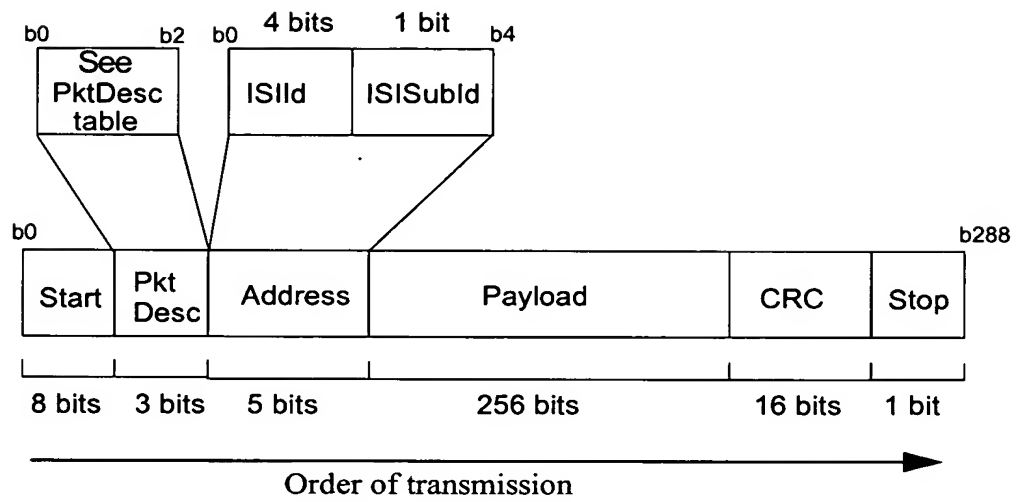 4 bits 1 bit
b0 b2 b0 b4
See
PktDesc
table
ISIId ISISubId
b0 b288
Start Pkt
Desc Address Payload CRC Stop
8 bits 3 bits 5 bits 256 bits 16 bits 1 bit
Order of transmission